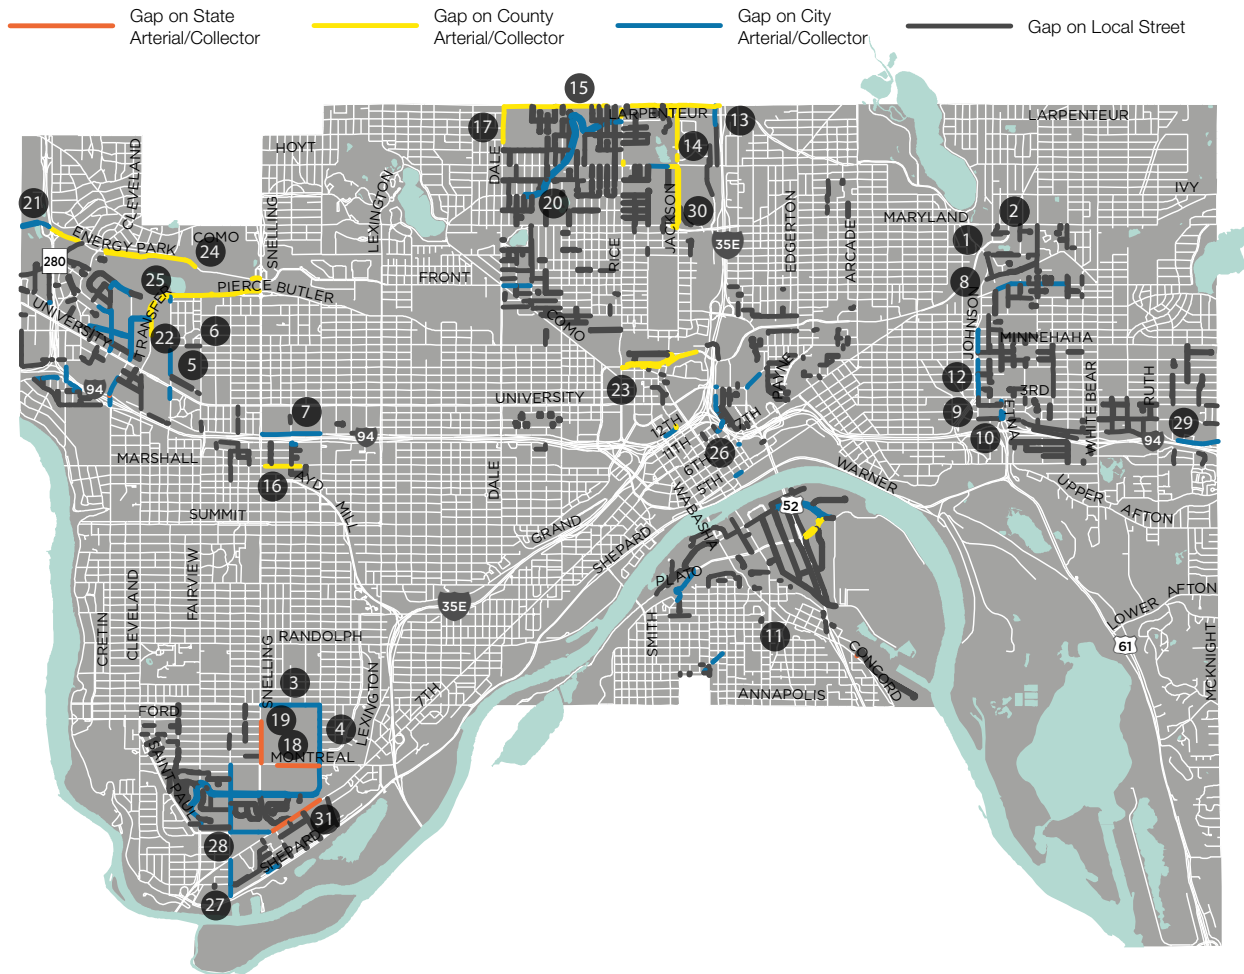 Gap on State
Arterial/Collector
Gap on County
Arterial/Collector
Gap on City
Arterial/Collector
Gap on Local Street
15
17
13
LARPENTEUR
LARPENTEUR
HOYT
CLEVELAND
DALE
14
LEXINGTON
IVY
21
20
30
JACKSON
MARYLAND
2
1
ENERGY PARK
COMO
24
SNELLING
RICE
35E
EDGERTON
ARCADE
280
25
FRONT
8
PIERCE BUTLER
TRANSFER
UNIVERSITY
22
6
5
COMO
JOHNSON
MINNEHAHA
94
23
PAYNE
12
3RD
WHITE BEAR
RUTH
7
UNIVERSITY
12TH
7TH
9
ETNA
29
94
11TH
10
94
MARSHALL
6TH
26
16
AYD
MILL
DALE
5TH
WARNER
UPPER
AFTON
SUMMIT
GRAND
WABASHA
52
SHEPARD
FAIRVIEW
PLATO
CRETIN
CLEVELAND
35E
LOWER AFTON
SMITH
11
RANDOLPH
61
MCKNIGHT
SNELLING
CONCORD
LEXINGTON
3
7TH
ANNAPOLIS
FORD
19
4
18
MONTREAL
SAINT PAUL
31
28
SHEPARD
27